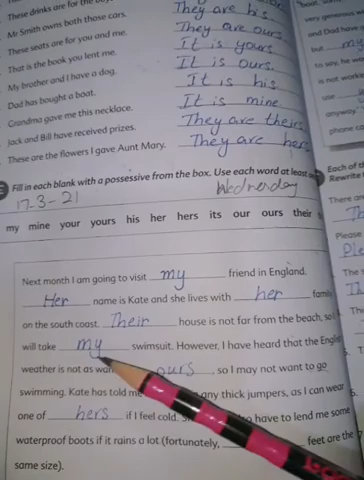 These drinks are for the bo
They are his
Mr Smith owns both those cars.
They are ours
These seats are for you and me.
It is yours
That is the book you lent me.
It is ours.
My brother and I have a dog.
It is his
Dad has bought a boat.
It is mine.
Grandma gave me this necklace.
They are theirs
Jack and Bill have received prizes.
They are hers
These are the flowers I gave Aunt Mary.
Fill in each blank with a possessive from the box. Use each word at least
17-3-21 Wednesday
my mine your yours his her hers its our ours their
Next month I am going to visit my friend in England.
Her name is Kate and she lives with her famil
on the south coast. Their house is not far from the beach, so I
will take my swimsuit. However, I have heard that the Engl
weather is not as wa ours, so I may not want to go
swimming. Kate has told me any thick jumpers, as I can wear
one of hers if I feel cold. have to lend me some
waterproof boots if it rains a lot (fortunately, feet are the
same size).
very generous
and Dad have
but my
to say, he wa
is not worki
use
anyway.
phone
Each of
Rewrite
There are
Please
The